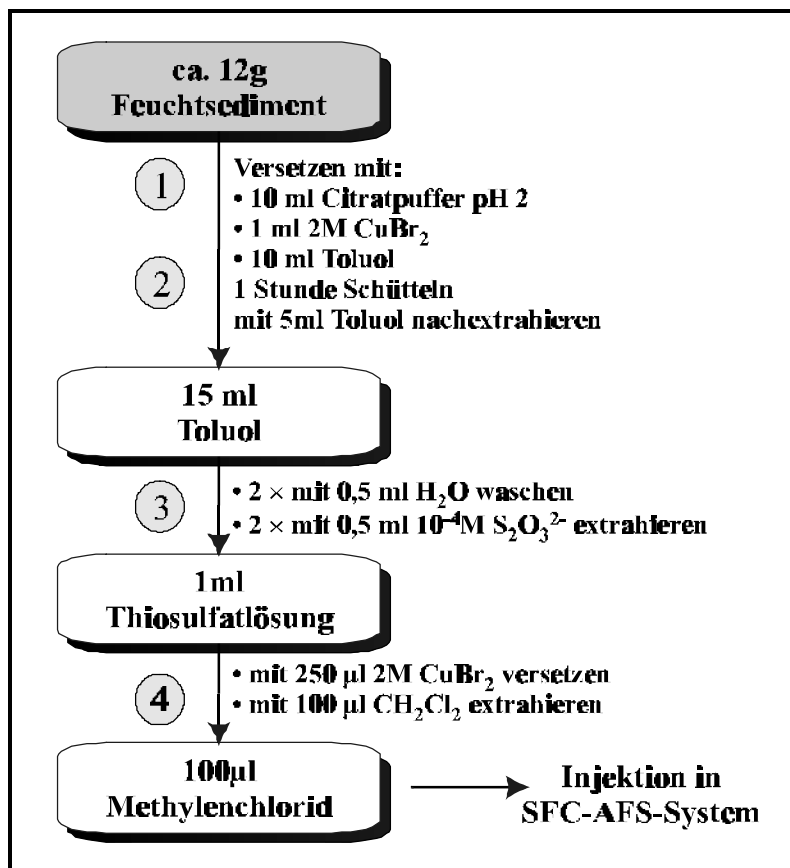 ca. 12g
Feuchtsediment
1
Versetzen mit:
• 10 ml Citratpuffer pH 2
• 1 ml 2M CuBr₂
2
• 10 ml Toluol
1 Stunde Schütteln
mit 5ml Toluol nachextrahieren
15 ml
Toluol
3
• 2 × mit 0,5 ml H₂O waschen
• 2 × mit 0,5 ml 10⁻⁴M S₂O₃²⁻ extrahieren
1ml
Thiosulfatlösung
4
• mit 250 µl 2M CuBr₂ versetzen
• mit 100 µl CH₂Cl₂ extrahieren
100µl
Methylenchlorid
Injektion in
SFC-AFS-System